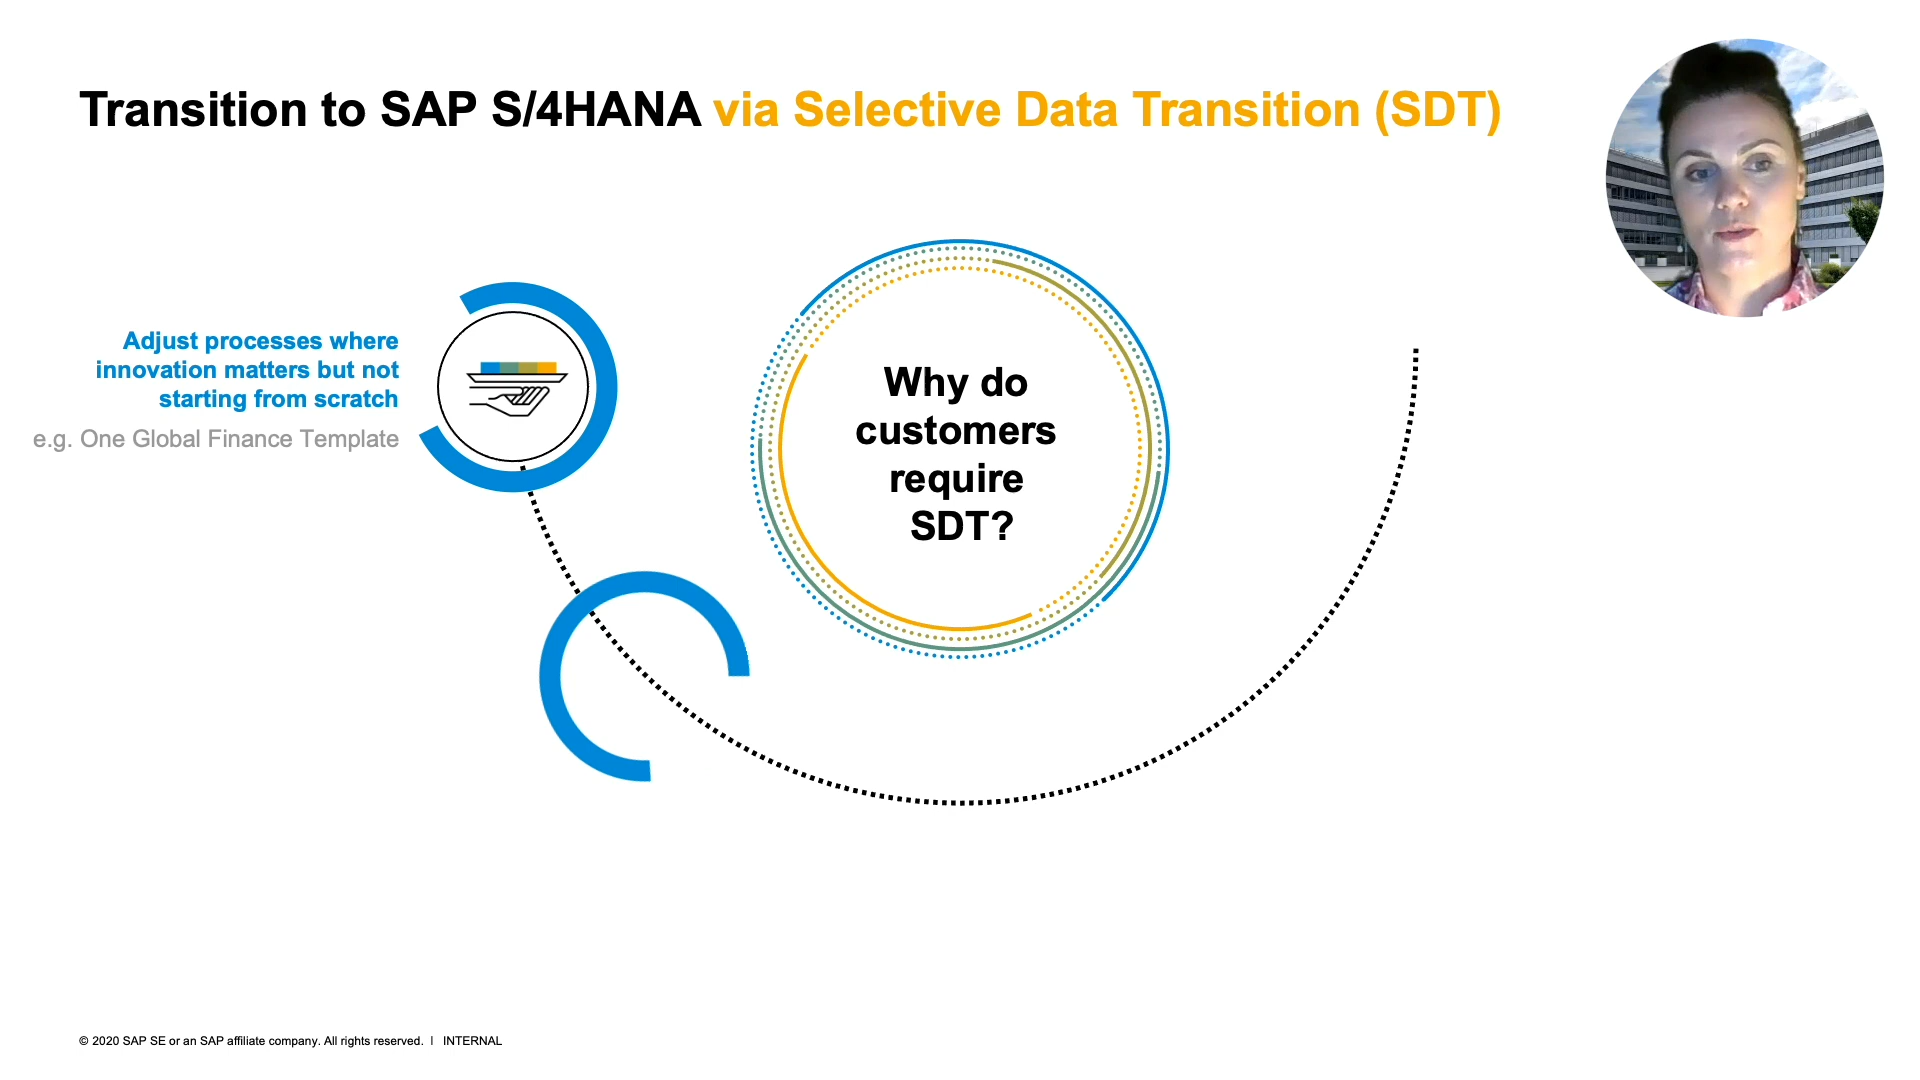 Transition to SAP S/4HANA via Selective Data Transition (SDT)
Adjust processes where
innovation matters but not
starting from scratch
e.g. One Global Finance Template
Why do
customers
require
SDT?
© 2020 SAP SE or an SAP affiliate company. All rights reserved. | INTERNAL